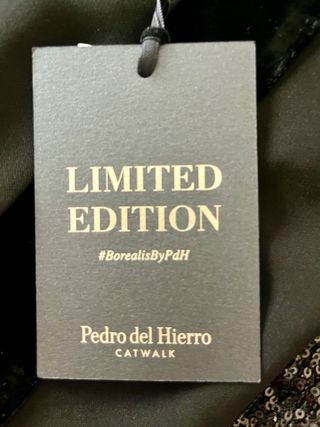 LIMITED
EDITION
#BorealisByPdH
Pedro del Hierro
CATWALK